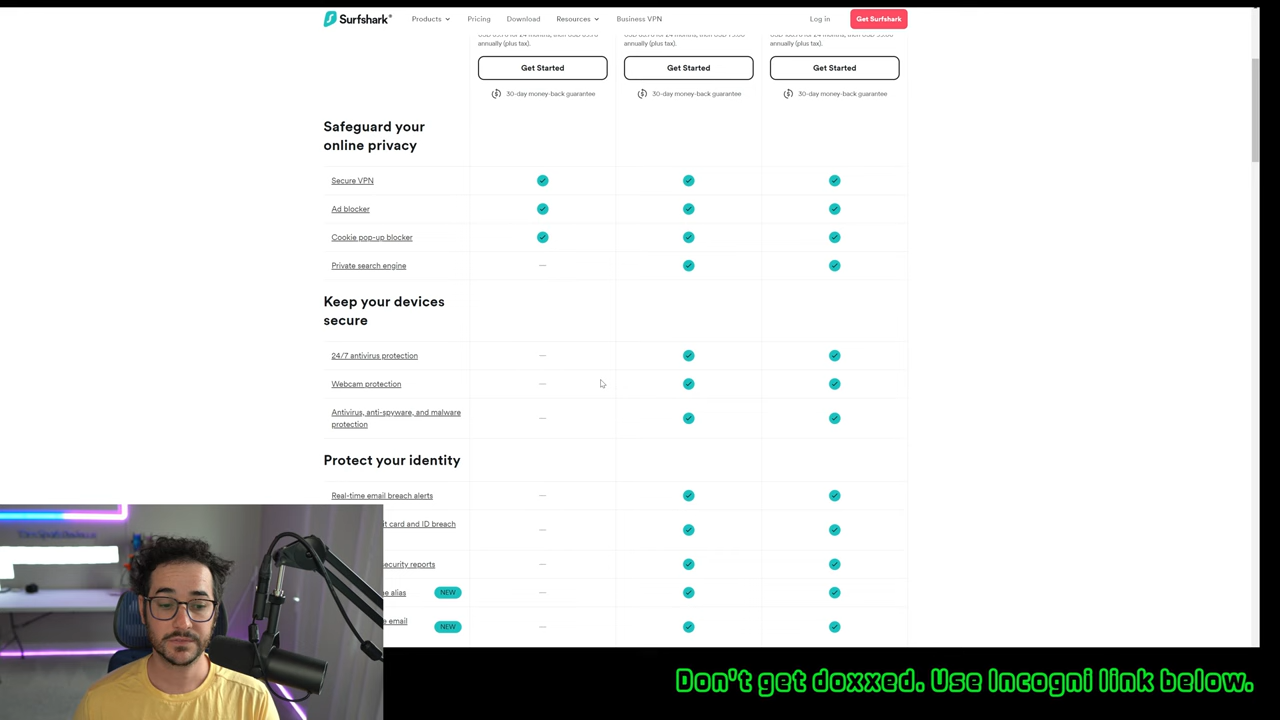 Surfshark® Products Pricing Download Resources Business VPN Log in Get Surfshark
annually (plus tax). annually (plus tax). annually (plus tax).
Get Started Get Started Get Started
30-day money-back guarantee 30-day money-back guarantee 30-day money-back guarantee
Safeguard your
online privacy
Secure VPN
Ad blocker
Cookie pop-up blocker
Private search engine
Keep your devices
secure
24/7 antivirus protection
Webcam protection
Antivirus, anti-spyware, and malware
protection
Protect your identity
Real-time email breach alerts
card and ID breach
security reports
alias NEW
email NEW
Don't get doxxed. Use Incogni link below.